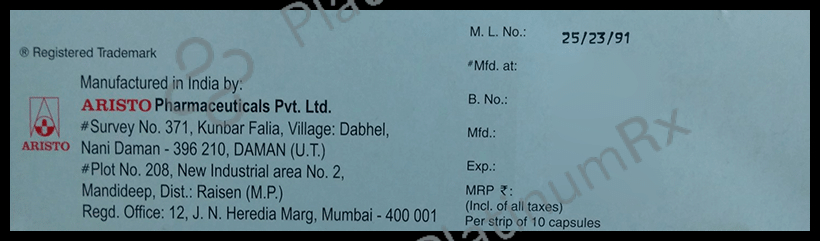 ® Registered Trademark
Manufactured in India by:
ARISTO Pharmaceuticals Pvt. Ltd.
#Survey No. 371, Kunbar Falia, Village: Dabhel,
Nani Daman - 396 210, DAMAN (U.T.)
#Plot No. 208, New Industrial area No. 2,
Mandideep, Dist.: Raisen (M.P.)
Regd. Office: 12, J. N. Heredia Marg, Mumbai - 400 001
ARISTO
M. L. No.: 25/23/91
#Mfd. at:
B. No.:
Mfd.:
Exp.:
MRP ₹:
(Incl. of all taxes)
Per strip of 10 capsules
PlatinumRx